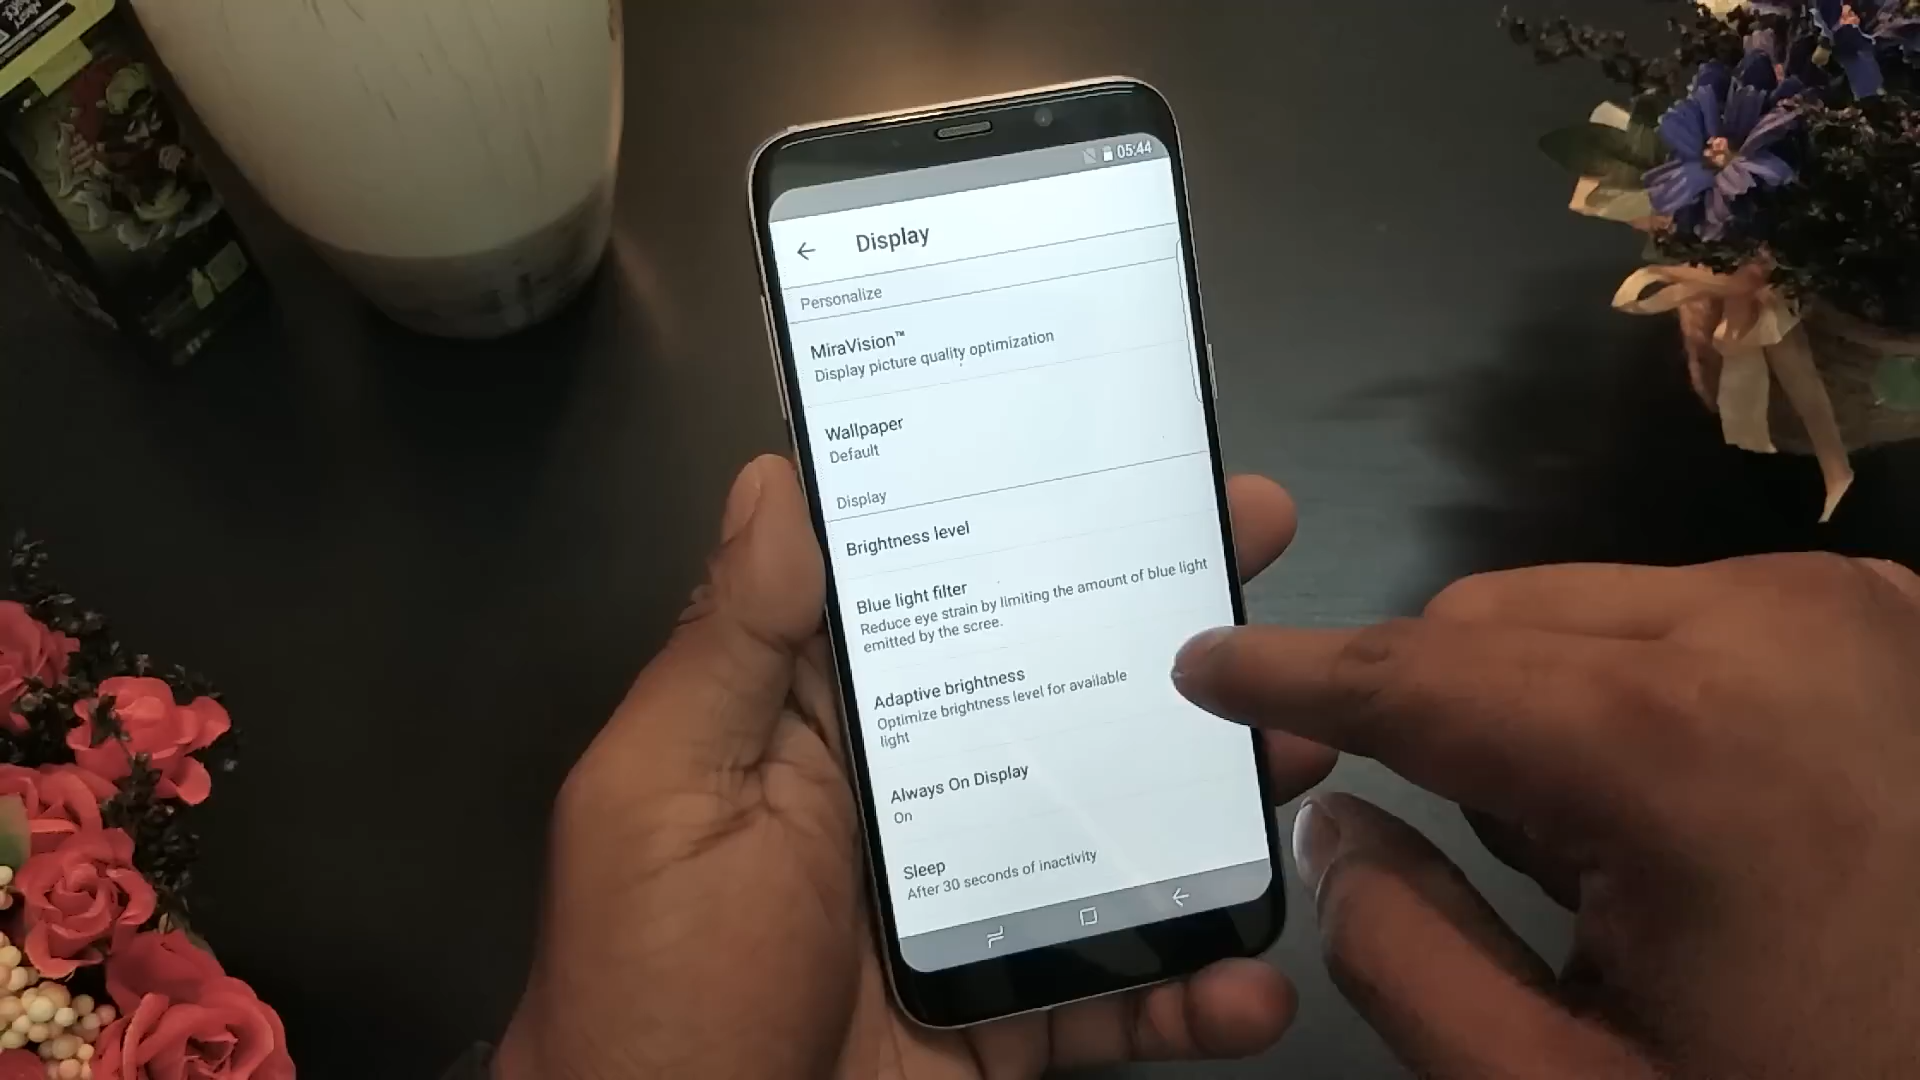 05:44
Display
Personalize
MiraVision™
Display picture quality optimization
Wallpaper
Default
Display
Brightness level
Blue light filter
Reduce eye strain by limiting the amount of blue light
emitted by the scree.
Adaptive brightness
Optimize brightness level for available
light
Always On Display
On
Sleep
After 30 seconds of inactivity